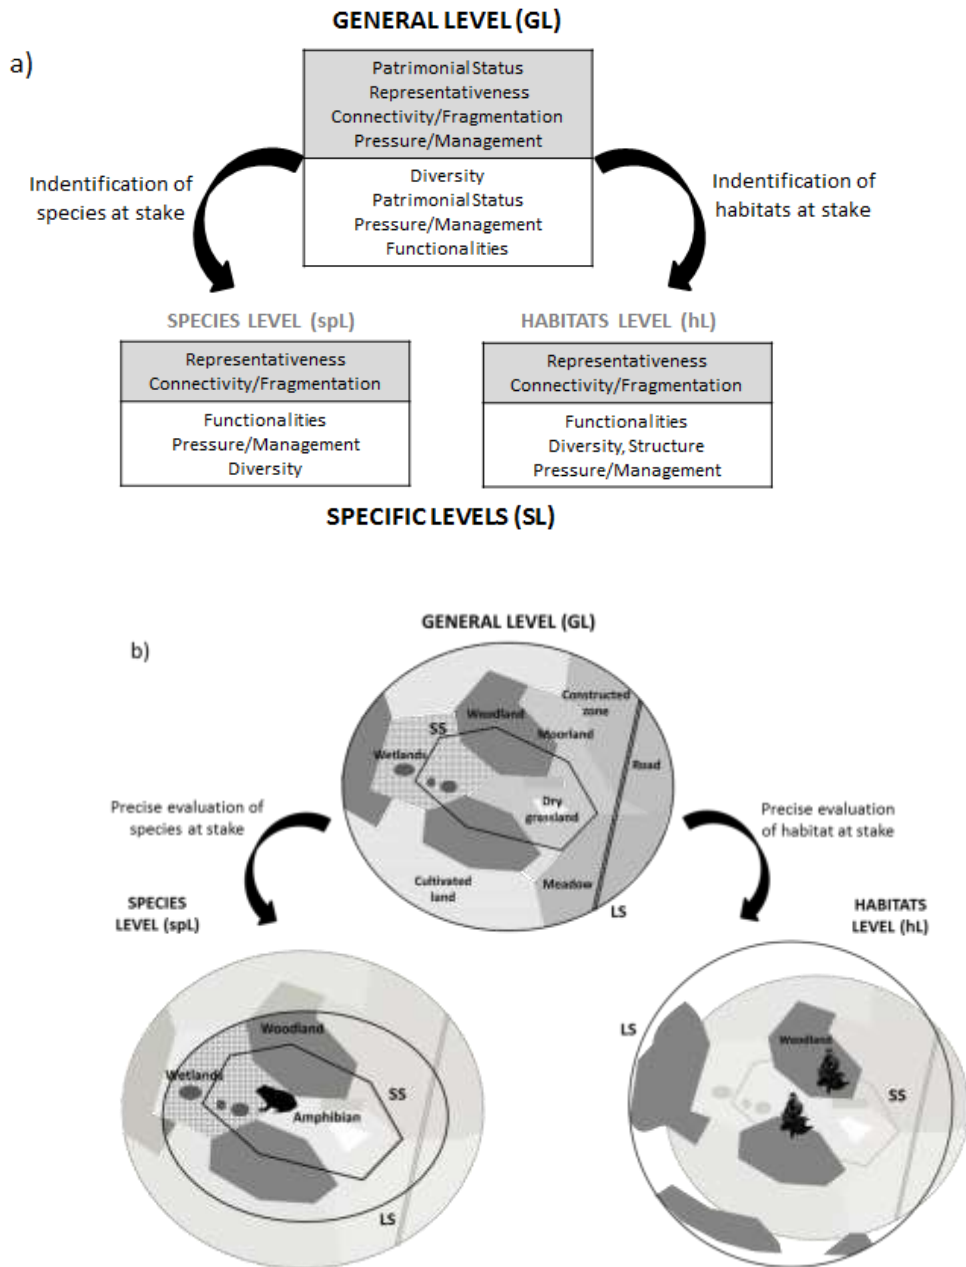 GENERAL LEVEL (GL)
a)
Patrimonial Status
Representativeness
Connectivity/Fragmentation
Pressure/Management
Diversity
Patrimonial Status
Pressure/Management
Functionalities
Indentification of
species at stake
Indentification of
habitats at stake
SPECIES LEVEL (spL)
Representativeness
Connectivity/Fragmentation
Functionalities
Pressure/Management
Diversity
HABITATS LEVEL (hL)
Representativeness
Connectivity/Fragmentation
Functionalities
Diversity, Structure
Pressure/Management
SPECIFIC LEVELS (SL)
b)
GENERAL LEVEL (GL)
Constructed
zone
Woodland
SS
Moorland
Wetlands
Road
Dry
grassland
Cultivated
land
Meadow
LS
Precise evaluation of
species at stake
Precise evaluation
of habitat at stake
SPECIES
LEVEL (spL)
Woodland
Wetlands
SS
Amphibian
LS
HABITATS
LEVEL (hL)
LS
Woodland
SS